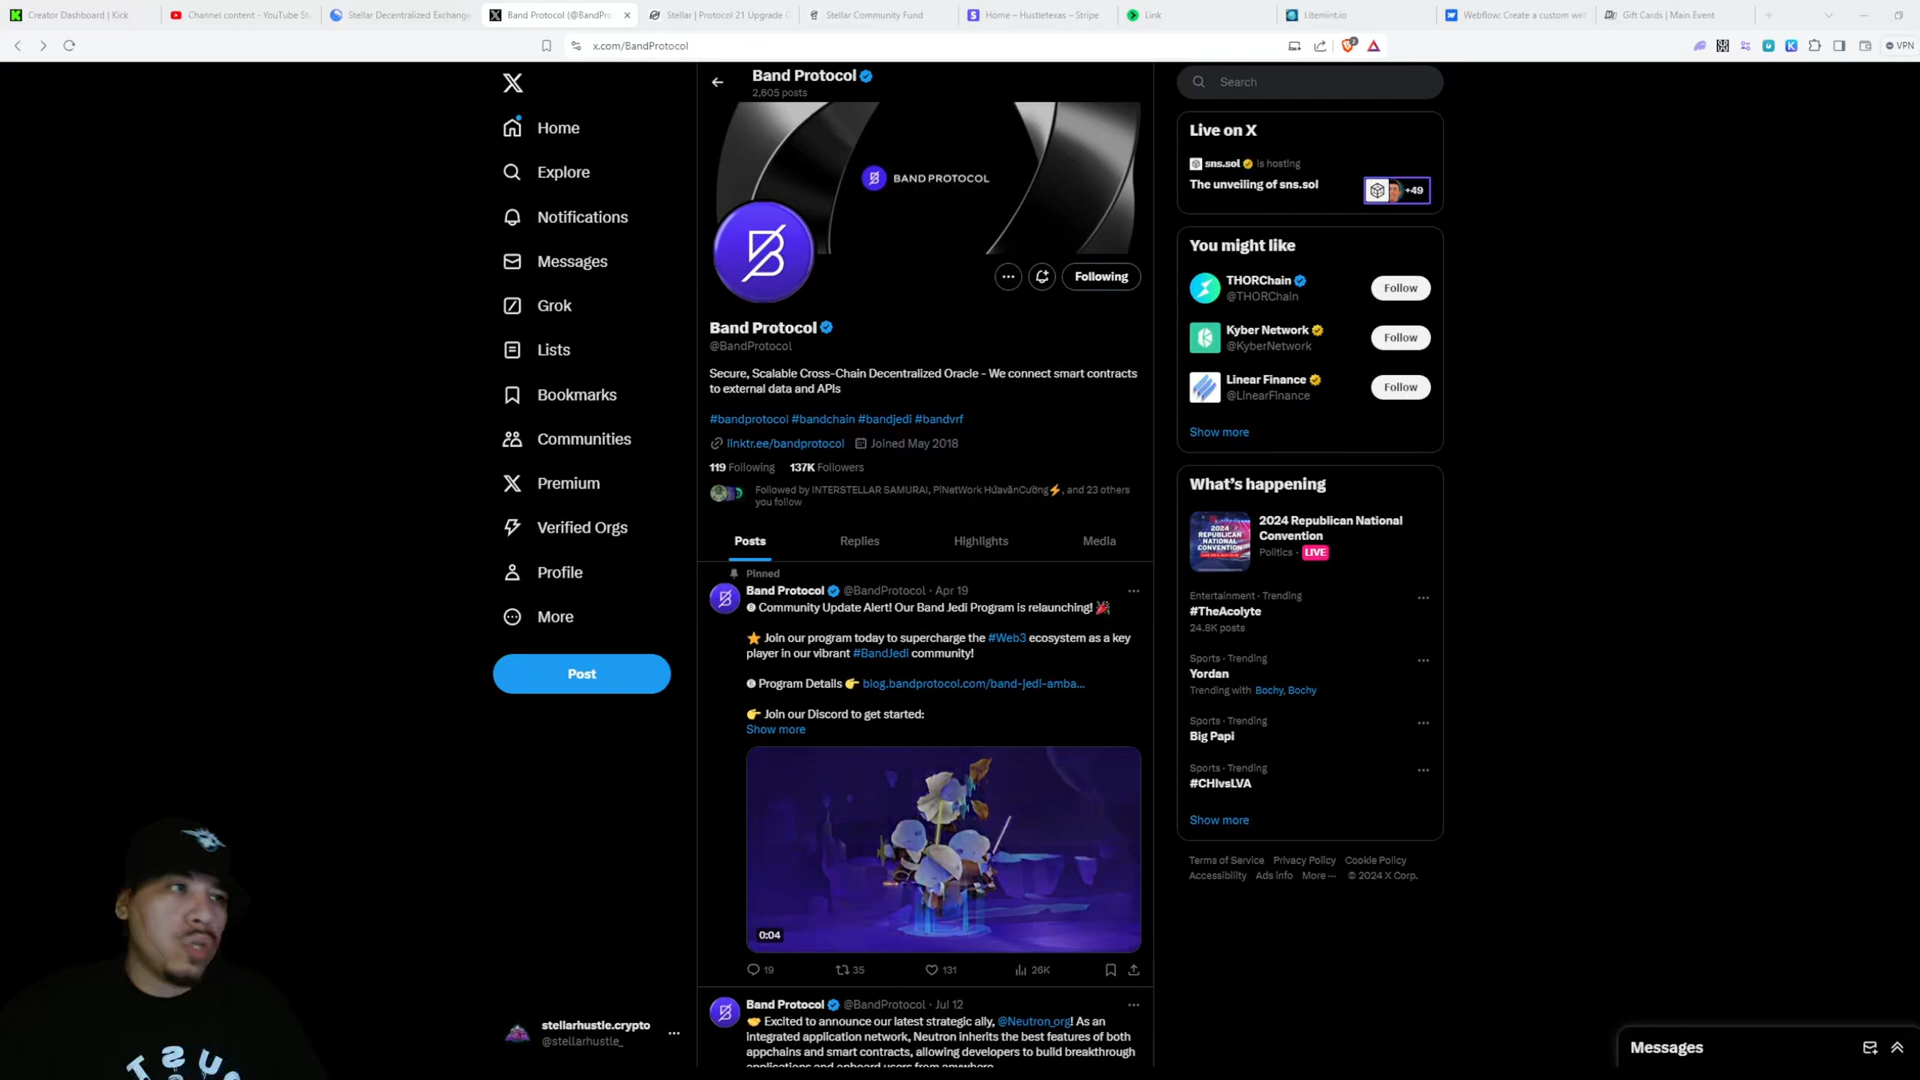 Creator Dashboard | Kick
Channel content - YouTube St
Stellar Decentralized Exchange
Band Protocol (@BandPro
Stellar | Protocol 21 Upgrade
Stellar Community Fund
Home – Hustletexas – Stripe
Link
Litemint.io
Webflow: Create a custom we
Gift Cards | Main Event
x.com/BandProtocol
2
VPN
Band Protocol
2,605 posts
BAND PROTOCOL
Following
Band Protocol
@BandProtocol
Secure, Scalable Cross-Chain Decentralized Oracle - We connect smart contracts
to external data and APIs
#bandprotocol #bandchain #bandjedi #bandvrf
linktr.ee/bandprotocol Joined May 2018
119 Following 137K Followers
Followed by INTERSTELLAR SAMURAI, PiNetWork HứavănCường⚡, and 23 others
you follow
Posts
Replies
Highlights
Media
Pinned
Band Protocol @BandProtocol · Apr 19
🅑 Community Update Alert! Our Band Jedi Program is relaunching! 🎉
⭐ Join our program today to supercharge the #Web3 ecosystem as a key
player in our vibrant #BandJedi community!
🅑 Program Details 👉 blog.bandprotocol.com/band-jedi-amba...
👉 Join our Discord to get started:
Show more
0:04
19
35
131
26K
Band Protocol @BandProtocol · Jul 12
🤝 Excited to announce our latest strategic ally, @Neutron_org! As an
integrated application network, Neutron inherits the best features of both
appchains and smart contracts, allowing developers to build breakthrough
applications and onboard users from anywhere.
Home
Explore
Notifications
Messages
Grok
Lists
Bookmarks
Communities
Premium
Verified Orgs
Profile
More
Post
stellarhustle.crypto
@stellarhustle_
Search
Live on X
sns.sol is hosting
The unveiling of sns.sol
+49
You might like
THORChain
@THORChain
Follow
Kyber Network
@KyberNetwork
Follow
Linear Finance
@LinearFinance
Follow
Show more
What's happening
2024 REPUBLICAN NATIONAL CONVENTION
2024 Republican National
Convention
Politics · LIVE
Entertainment · Trending
#TheAcolyte
24.8K posts
Sports · Trending
Yordan
Trending with Bochy, Bochy
Sports · Trending
Big Papi
Sports · Trending
#CHIvsLVA
Show more
Terms of Service Privacy Policy Cookie Policy
Accessibility Ads info More ··· © 2024 X Corp.
Messages